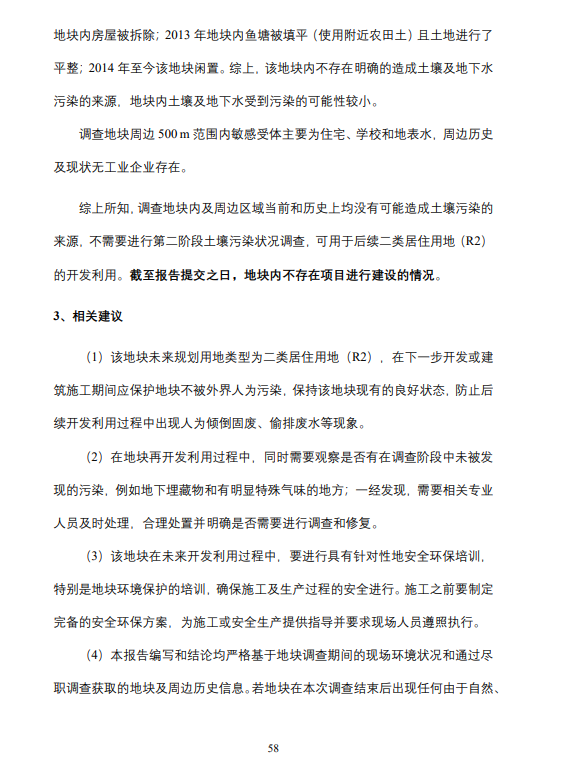 地块内房屋被拆除；2013 年地块内鱼塘被填平（使用附近农田土）且土地进行了
平整；2014 年至今该地块闲置。综上，该地块内不存在明确的造成土壤及地下水
污染的来源，地块内土壤及地下水受到污染的可能性较小。
调查地块周边 500 m 范围内敏感受体主要为住宅、学校和地表水，周边历史
及现状无工业企业存在。
综上所知，调查地块内及周边区域当前和历史上均没有可能造成土壤污染的
来源，不需要进行第二阶段土壤污染状况调查，可用于后续二类居住用地（R2）
的开发利用。截至报告提交之日，地块内不存在项目进行建设的情况。
3、相关建议
（1）该地块未来规划用地类型为二类居住用地（R2），在下一步开发或建
筑施工期间应保护地块不被外界人为污染，保持该地块现有的良好状态，防止后
续开发利用过程中出现人为倾倒固废、偷排废水等现象。
（2）在地块再开发利用过程中，同时需要观察是否有在调查阶段中未被发
现的污染，例如地下埋藏物和有明显特殊气味的地方；一经发现，需要相关专业
人员及时处理，合理处置并明确是否需要进行调查和修复。
（3）该地块在未来开发利用过程中，要进行具有针对性地安全环保培训，
特别是地块环境保护的培训，确保施工及生产过程的安全进行。施工之前要制定
完备的安全环保方案，为施工或安全生产提供指导并要求现场人员遵照执行。
（4）本报告编写和结论均严格基于地块调查期间的现场环境状况和通过尽
职调查获取的地块及周边历史信息。若地块在本次调查结束后出现任何由于自然、
58